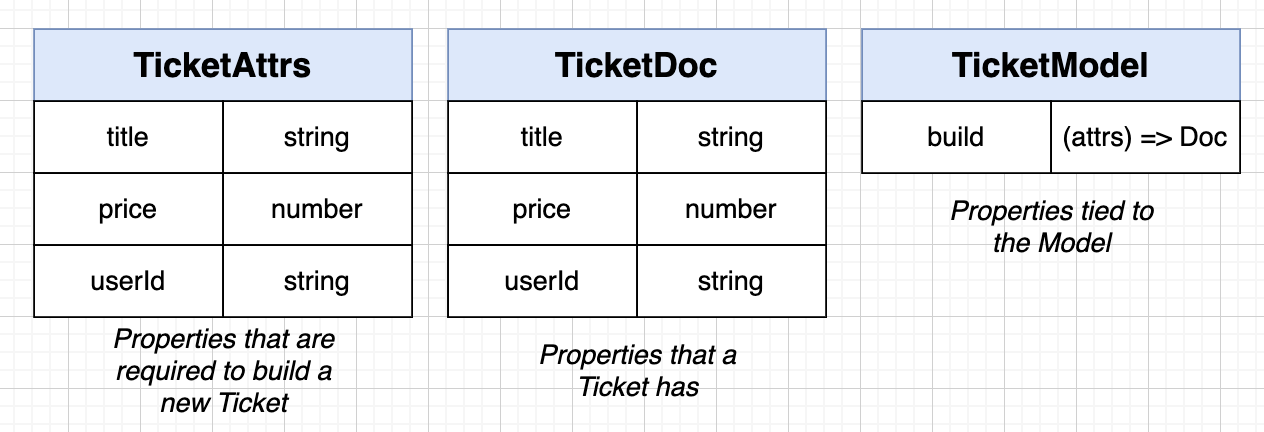 TicketAttrs
title string
price number
userId string
Properties that are
required to build a
new Ticket
TicketDoc
title string
price number
userId string
Properties that a
Ticket has
TicketModel
build (attrs) => Doc
Properties tied to
the Model